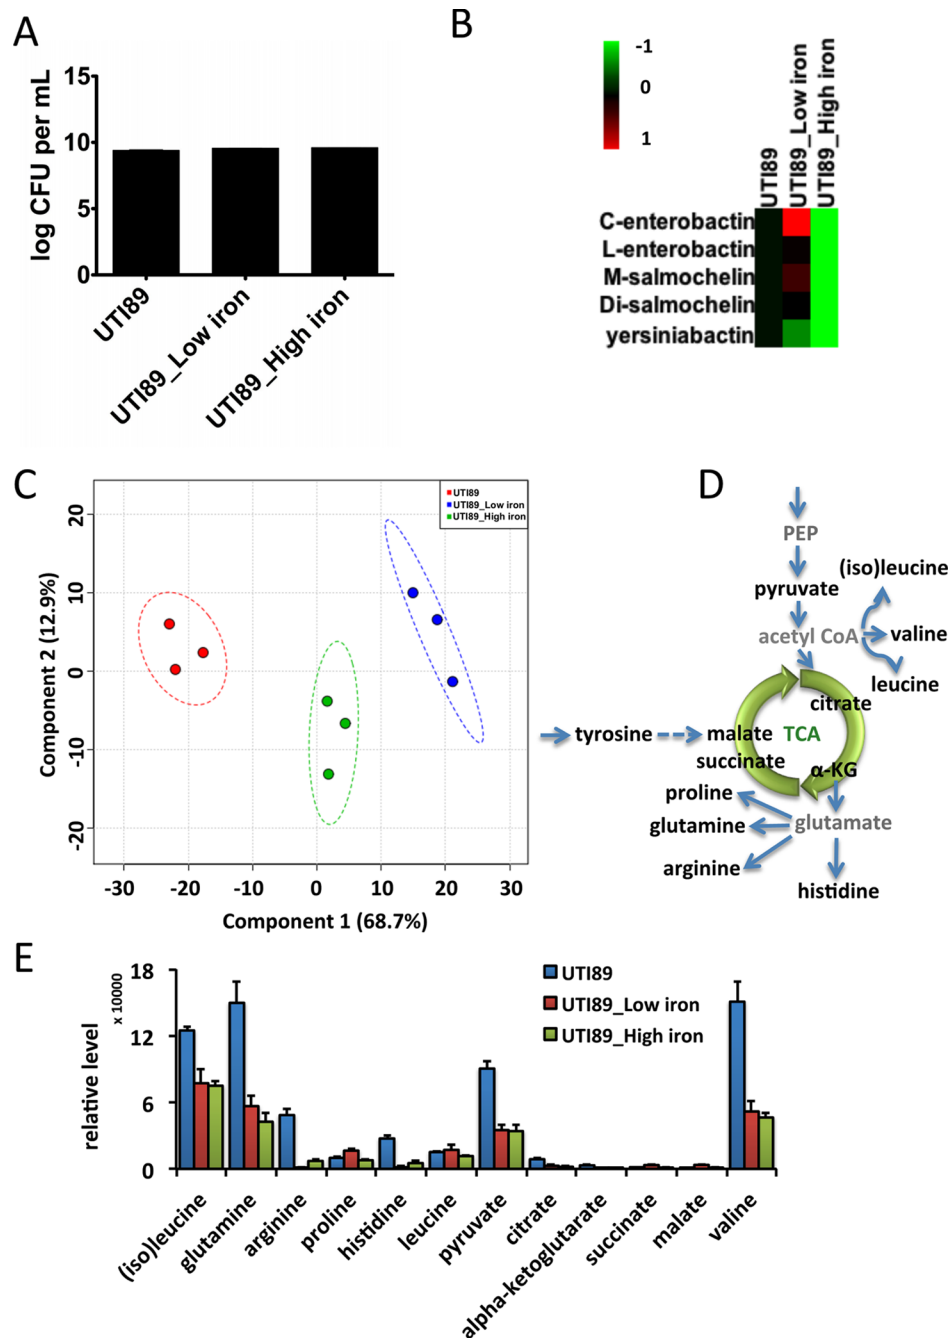 A
log CFU per mL
15
10
5
0
UTI89
UTI89_Low iron
UTI89_High iron
B
-1
0
1
UTI89
UTI89_Low iron
UTI89_High iron
C-enterobactin
L-enterobactin
M-salmochelin
Di-salmochelin
yersiniabactin
C
Component 2 (12.9%)
20
10
0
-10
-20
UTI89
UTI89_Low iron
UTI89_High iron
-30
-20
-10
0
10
20
30
Component 1 (68.7%)
D
PEP
pyruvate
(iso)leucine
acetyl CoA
valine
leucine
citrate
tyrosine
malate
TCA
succinate
α-KG
proline
glutamine
glutamate
arginine
histidine
E
relative level
x 10000
18
12
6
0
UTI89
UTI89_Low iron
UTI89_High iron
(iso)leucine
glutamine
arginine
proline
histidine
leucine
pyruvate
citrate
alpha-ketoglutarate
succinate
malate
valine